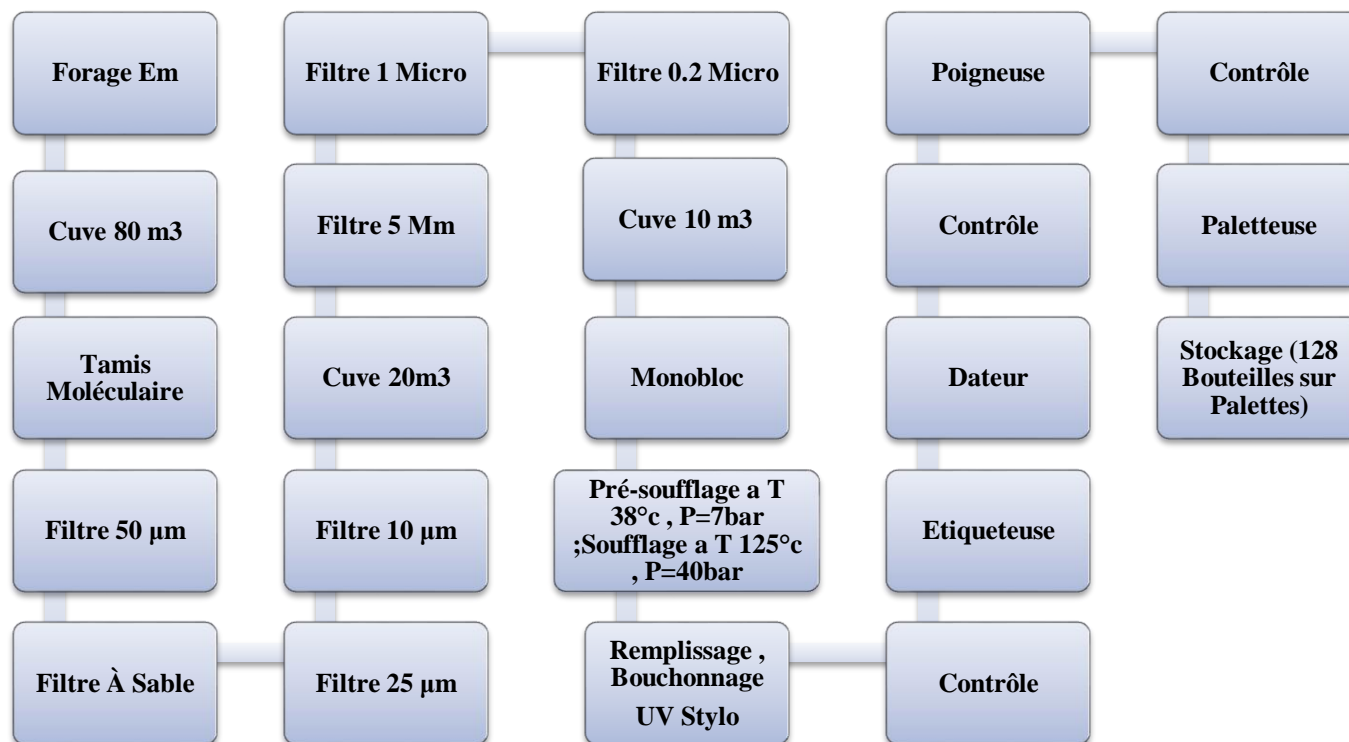 Forage Em
Cuve 80 m3
Tamis
Moléculaire
Filtre 50 µm
Filtre À Sable
Filtre 25 µm
Filtre 10 µm
Cuve 20m3
Filtre 5 Mm
Filtre 1 Micro
Filtre 0.2 Micro
Cuve 10 m3
Monobloc
Pré-soufflage a T
38°c , P=7bar
;Soufflage a T 125°c
, P=40bar
Remplissage ,
Bouchonnage
UV Stylo
Contrôle
Etiqueteuse
Dateur
Contrôle
Poigneuse
Contrôle
Paletteuse
Stockage (128
Bouteilles sur
Palettes)